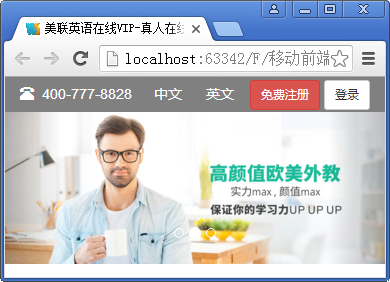 美联英语在线VIP-真人在线
localhost:63342/F/移动前端
400-777-8828 中文 英文 免费注册 登录
高颜值欧美外教
实力max , 颜值max
保证你的学习力UP UP UP